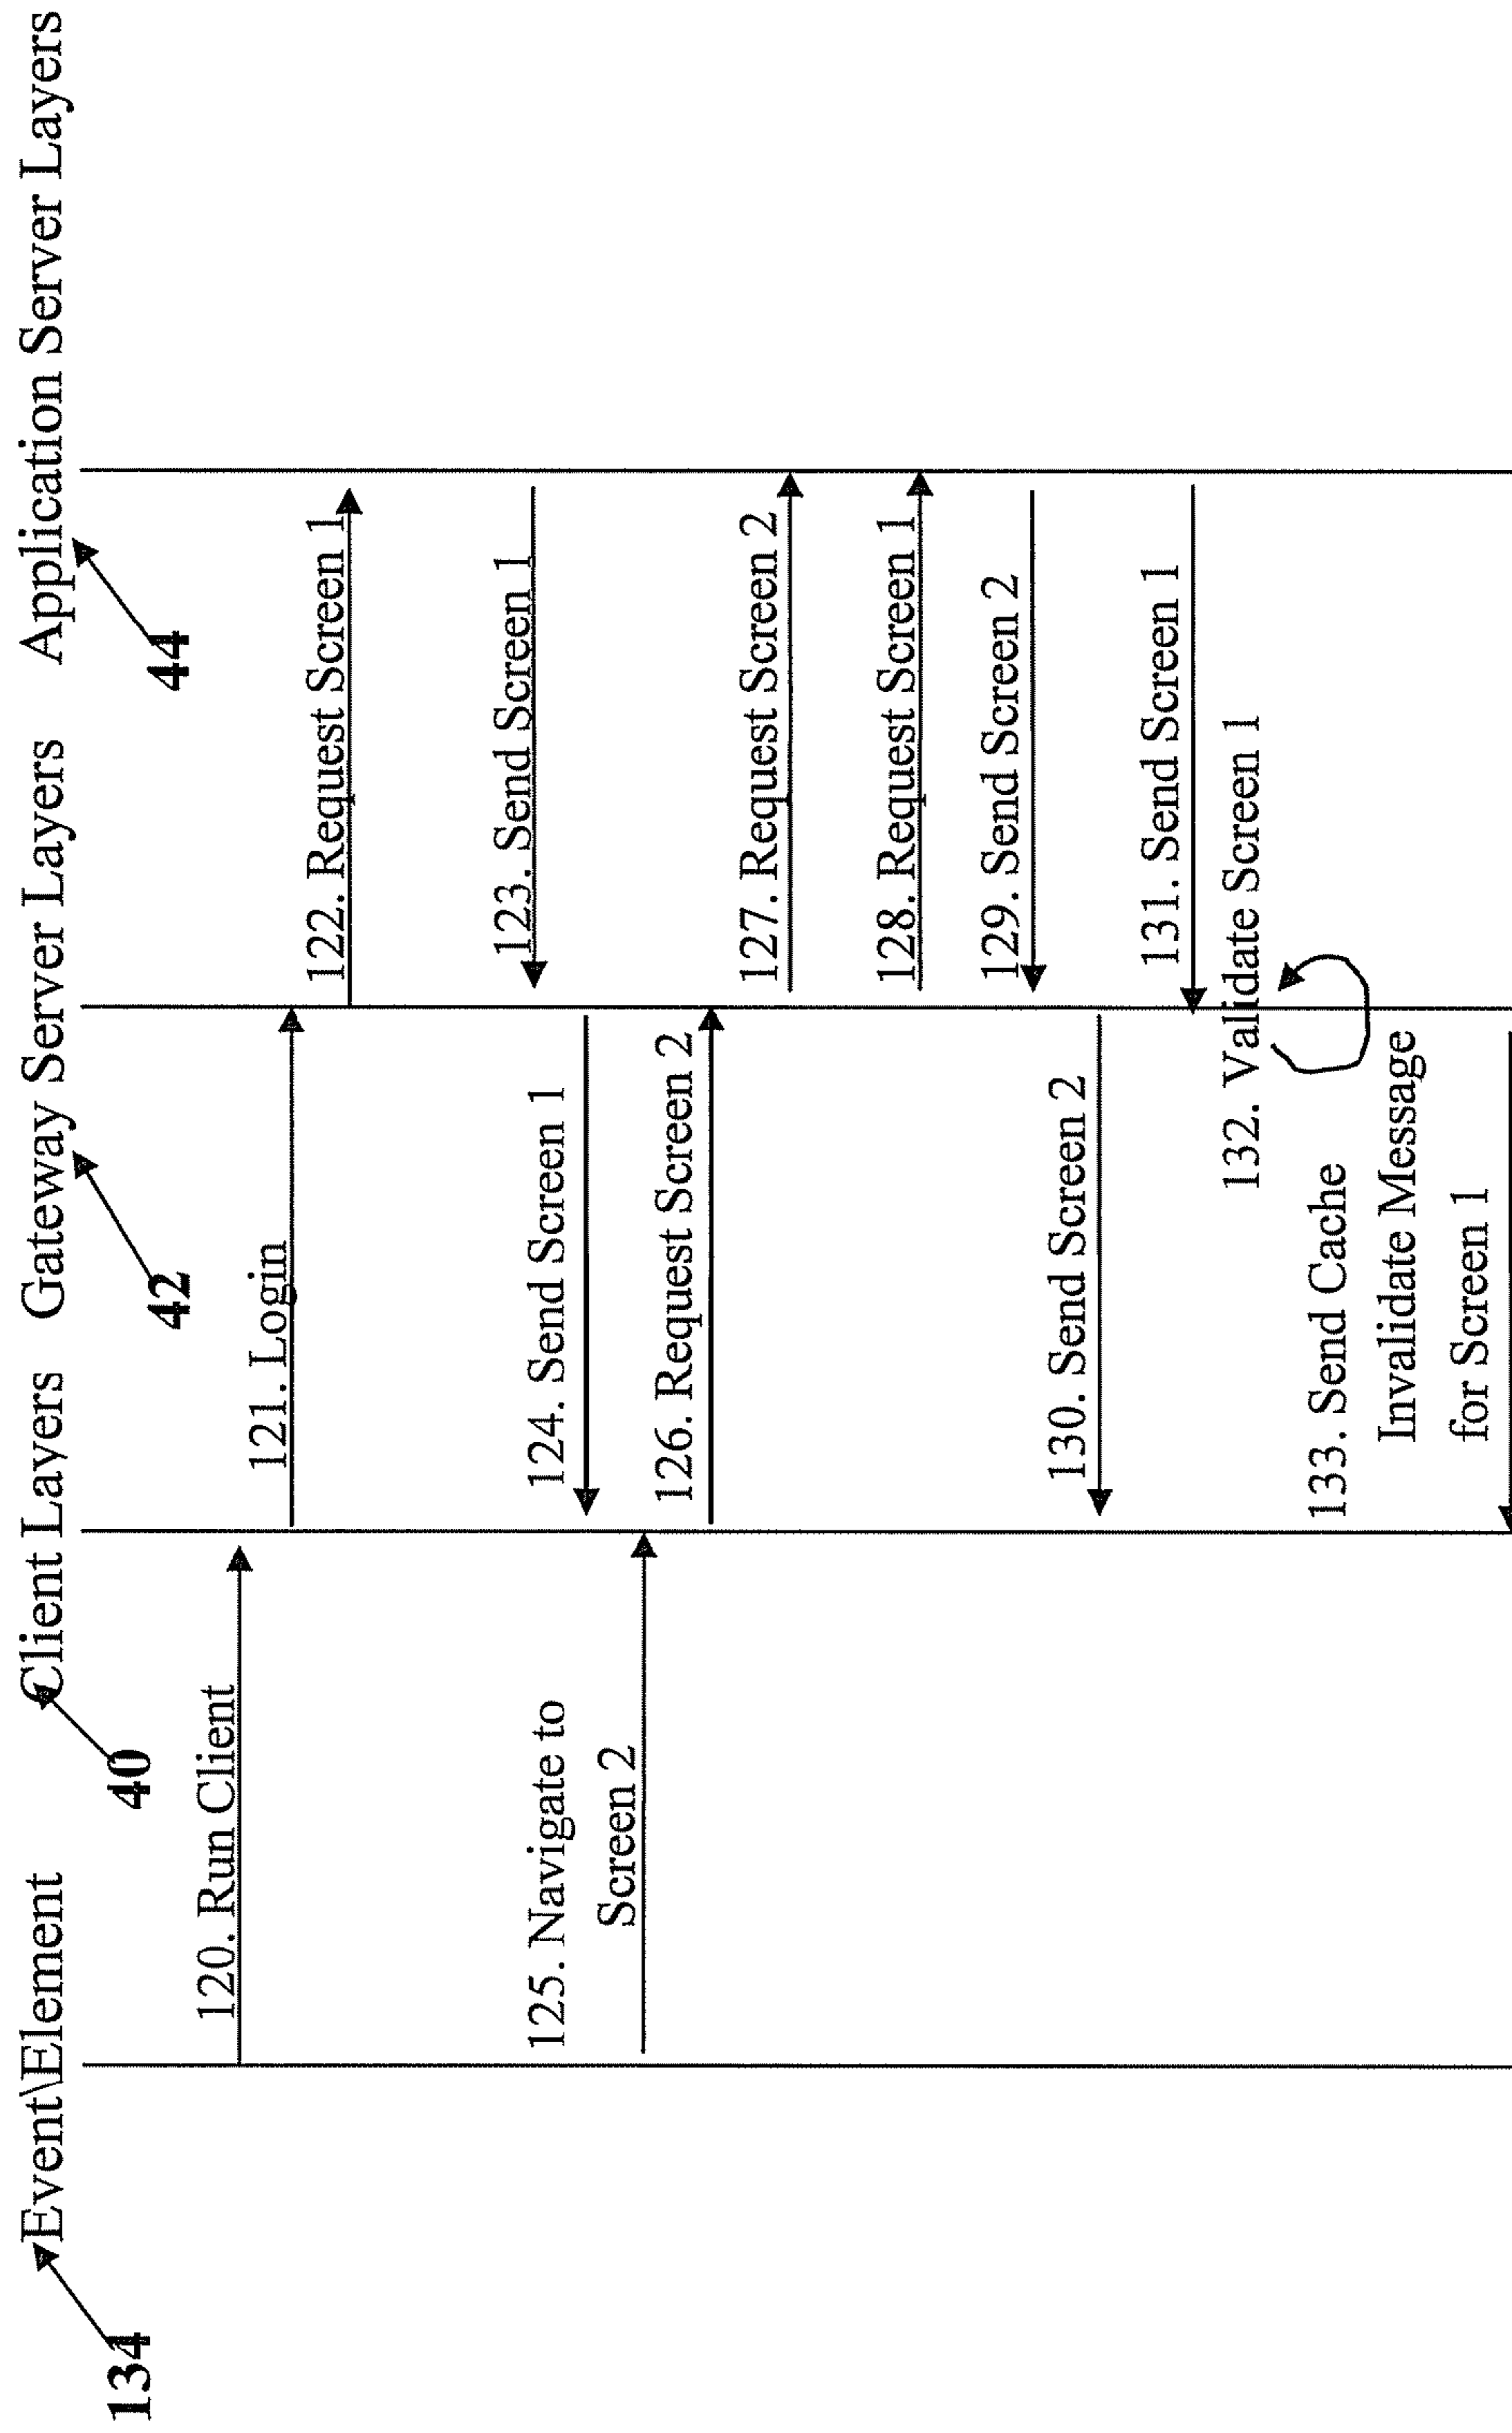 Event\Element
Client Layers
Gateway Server Layers
Application Server Layers
134
40
42
44
120. Run Client
121. Login
122. Request Screen 1
123. Send Screen 1
124. Send Screen 1
125. Navigate to
Screen 2
126. Request Screen 2
127. Request Screen 2
128. Request Screen 1
129. Send Screen 2
130. Send Screen 2
131. Send Screen 1
132. Validate Screen 1
133. Send Cache
Invalidate Message
for Screen 1